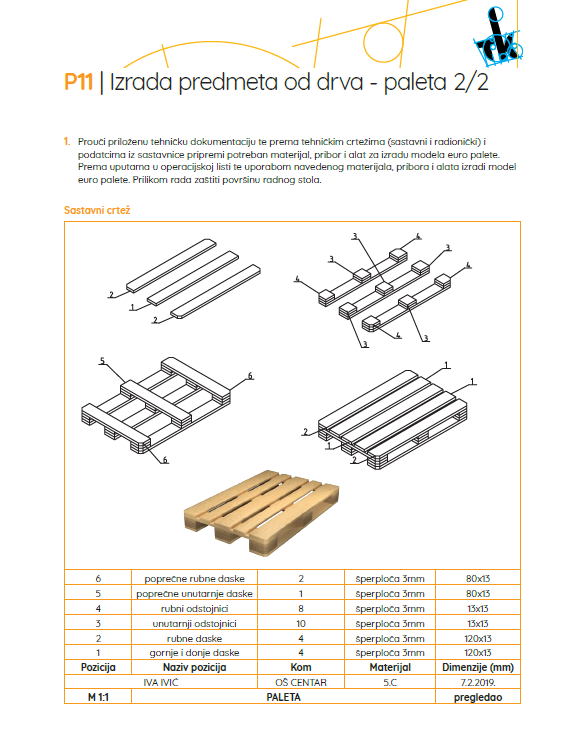 P11 | Izrada predmeta od drva - paleta 2/2
1. Prouči priloženu tehničku dokumentaciju te prema tehničkim crtežima (sastavni i radionički) i
podatcima iz sastavnice pripremi potreban materijal, pribor i alat za izradu modela euro palete.
Prema uputama u operacijskoj listi te uporabom navedenog materijala, pribora i alata izradi model
euro palete. Prilikom rada zaštiti površinu radnog stola.
Sastavni crtež
3 4
3 3
4 4
2
1
2
3 4 3
5 6
6
1
1
2
1
2
6 poprečne rubne daske 2 šperploča 3mm 80x13
5 poprečne unutarnje daske 1 šperploča 3mm 80x13
4 rubni odstojnici 8 šperploča 3mm 13x13
3 unutarnji odstojnici 10 šperploča 3mm 13x13
2 rubne daske 4 šperploča 3mm 120x13
1 gornje i donje daske 4 šperploča 3mm 120x13
Pozicija Naziv pozicija Kom Materijal Dimenzije (mm)
IVA IVIĆ OŠ CENTAR 5.C 7.2.2019.
M 1:1 PALETA pregledao